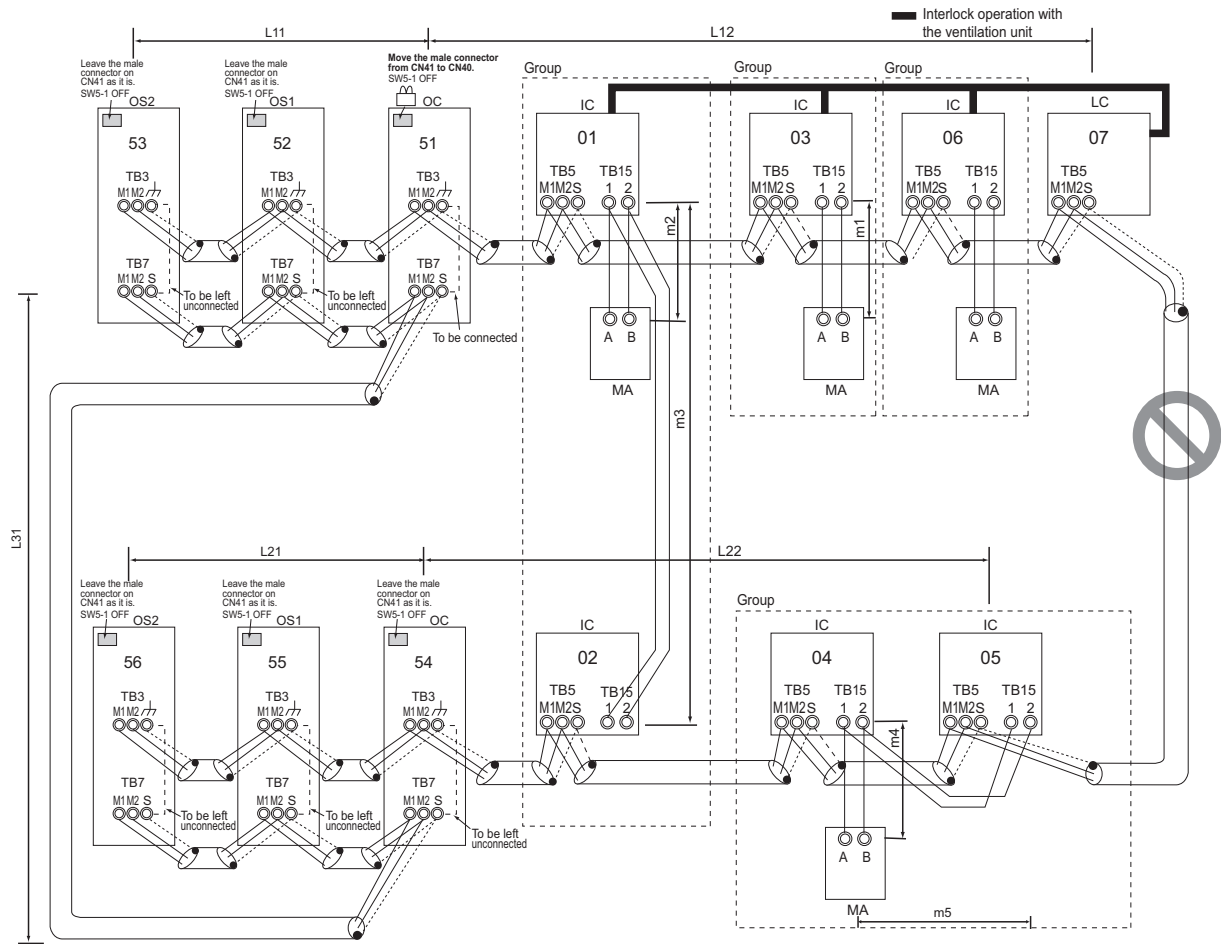 Interlock operation with
the ventilation unit
L11
L12
Leave the male
connector on
CN41 as it is.
SW5-1 OFF
OS2
53
TB3
M1M2
TB7
M1M2 S
To be left
unconnected
Leave the male
connector on
CN41 as it is.
SW5-1 OFF
OS1
52
TB3
M1M2
TB7
M1M2 S
To be left
unconnected
Move the male connector
from CN41 to CN40.
SW5-1 OFF
OC
51
TB3
M1M2
TB7
M1M2 S
To be connected
Group
IC
01
TB5
M1M2S
TB15
1 2
m2
A B
MA
m3
Group
IC
03
TB5
M1M2S
TB15
1 2
m1
A B
MA
Group
IC
06
TB5
M1M2S
TB15
1 2
A B
MA
LC
07
TB5
M1M2S
L31
L21
L22
Leave the male
connector on
CN41 as it is.
SW5-1 OFF
OS2
56
TB3
M1M2
TB7
M1M2 S
To be left
unconnected
Leave the male
connector on
CN41 as it is.
SW5-1 OFF
OS1
55
TB3
M1M2
TB7
M1M2 S
To be left
unconnected
Leave the male
connector on
CN41 as it is.
SW5-1 OFF
OC
54
TB3
M1M2
TB7
M1M2 S
To be left
unconnected
IC
02
TB5
M1M2S
TB15
1 2
Group
IC
04
TB5
M1M2S
TB15
1 2
m4
A B
MA
m5
IC
05
TB5
M1M2S
TB15
1 2